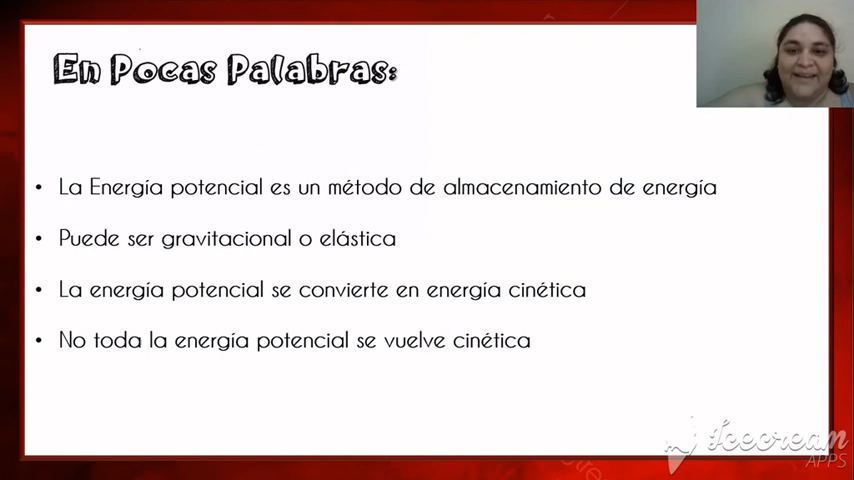 En Pocas Palabras:
• La Energía potencial es un método de almacenamiento de energía
• Puede ser gravitacional o elástica
• La energía potencial se convierte en energía cinética
• No toda la energía potencial se vuelve cinética
Icecream
APPS